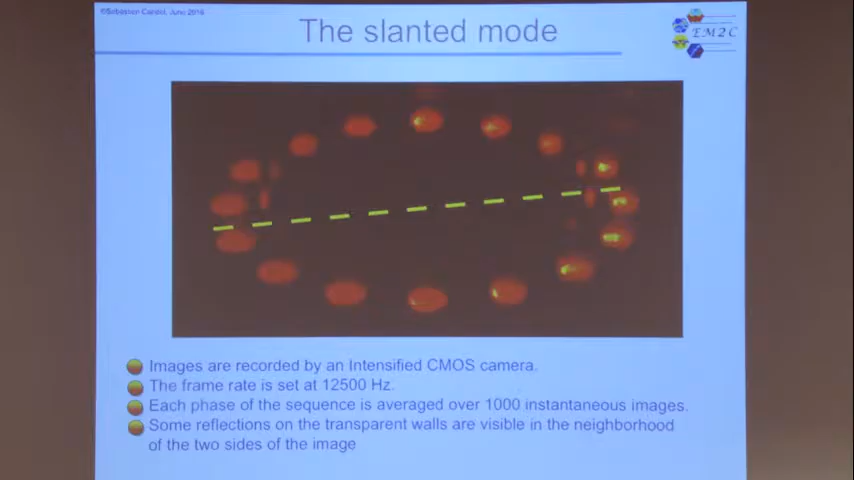 ©Sebastien Candel, June 2016
The slanted mode
EM2C
Images are recorded by an Intensified CMOS camera.
The frame rate is set at 12500 Hz.
Each phase of the sequence is averaged over 1000 instantaneous images.
Some reflections on the transparent walls are visible in the neighborhood
of the two sides of the image